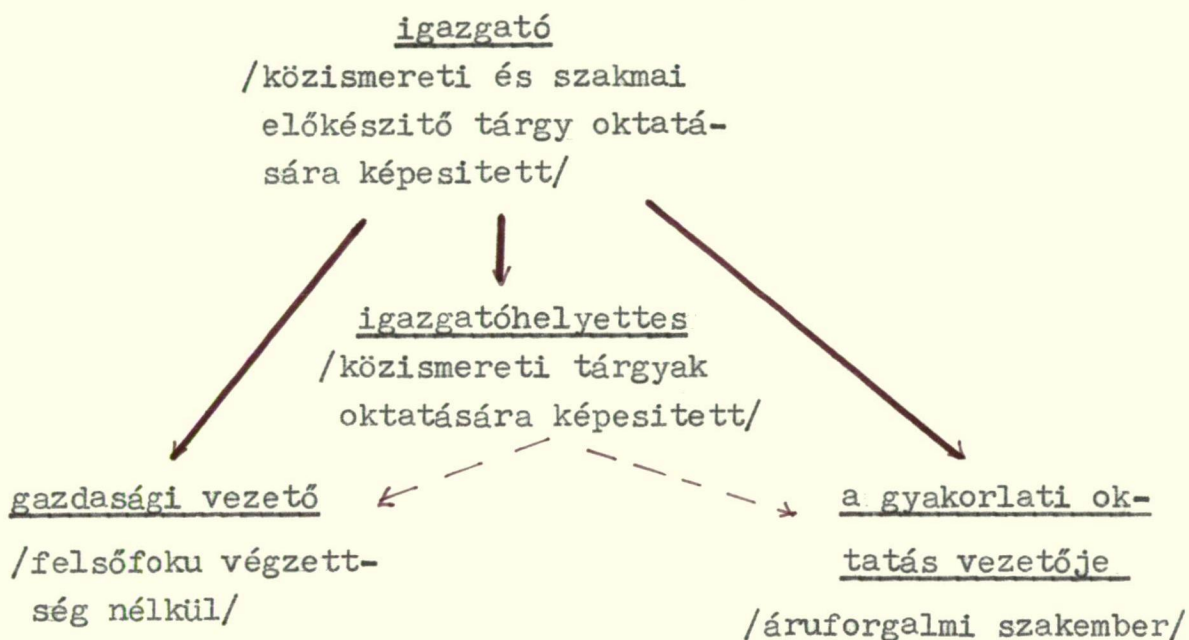 igazgató
/közismereti és szakmai
előkészitő tárgy oktatá-
sára képesitett/
igazgatóhelyettes
/közismereti tárgyak
oktatására képesitett/
gazdasági vezető
/felsőfoku végzett-
ség nélkül/
a gyakorlati ok-
tatás vezetője
/áruforgalmi szakember/